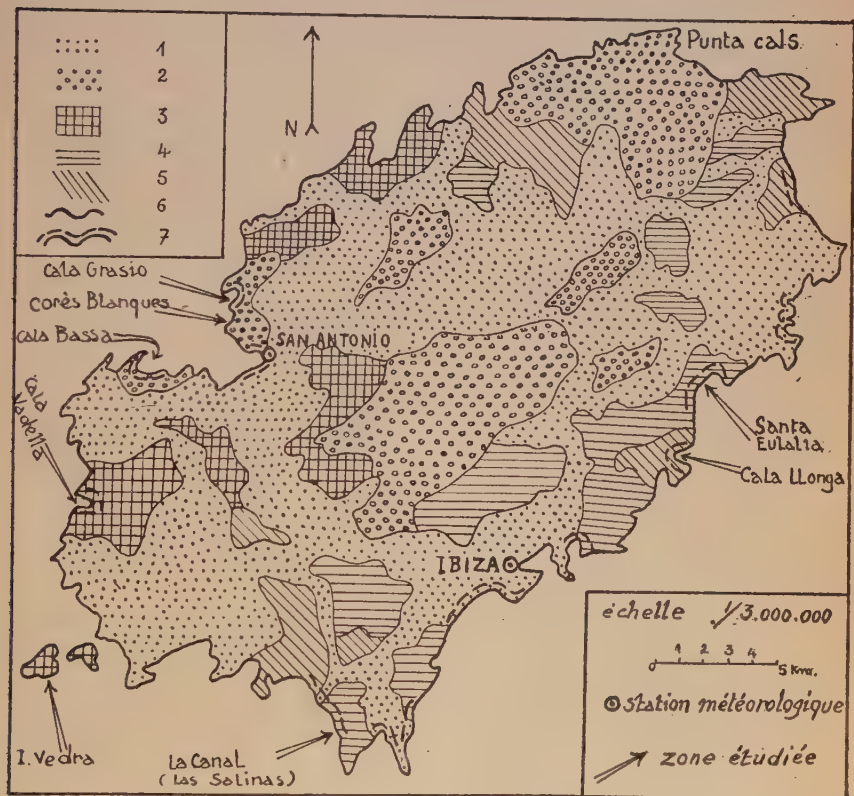 1
2
3
4
5
6
7
N
Punta cals.
Cala Grasio
corès Blanques
cala Bassa
SAN ANTONIO
cala Vadella
Santa
Eulalia
Cala LLonga
IBIZA
I. Vedra
La Canal
(Las Salinas)
échelle 1/3.000.000
0 1 2 3 4 5 Kms.
station météorologique
zone étudiée